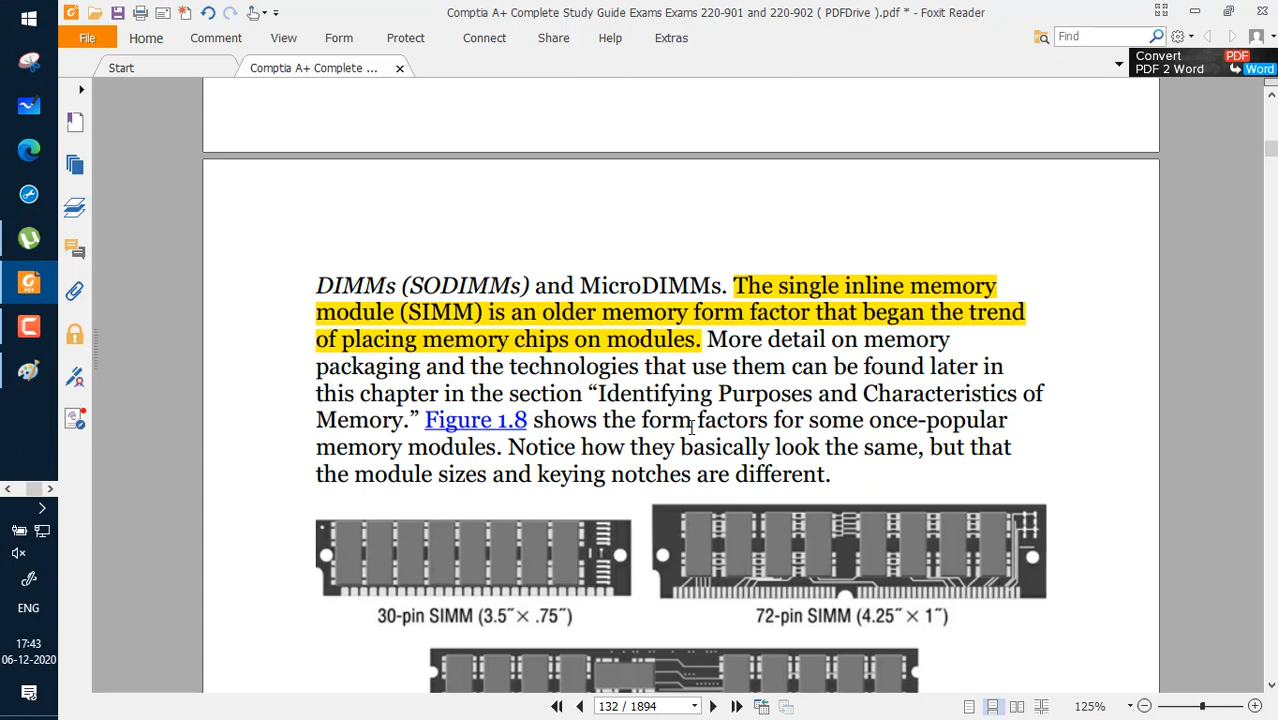 Comptia A+ Complete Study Guide Exams Exams 220-901 and 220-902 ( PDFDrive ).pdf * - Foxit Reader
File Home Comment View Form Protect Connect Share Help Extras
Find
Start
Comptia A+ Complete ...
Convert PDF
PDF 2 Word Word
DIMMs (SODIMMs) and MicroDIMMs. The single inline memory
module (SIMM) is an older memory form factor that began the trend
of placing memory chips on modules. More detail on memory
packaging and the technologies that use them can be found later in
this chapter in the section “Identifying Purposes and Characteristics of
Memory.” Figure 1.8 shows the form factors for some once-popular
memory modules. Notice how they basically look the same, but that
the module sizes and keying notches are different.
30-pin SIMM (3.5″× .75″)
72-pin SIMM (4.25″ × 1″)
ENG
17:43
06-12-2020
132 / 1894
125%